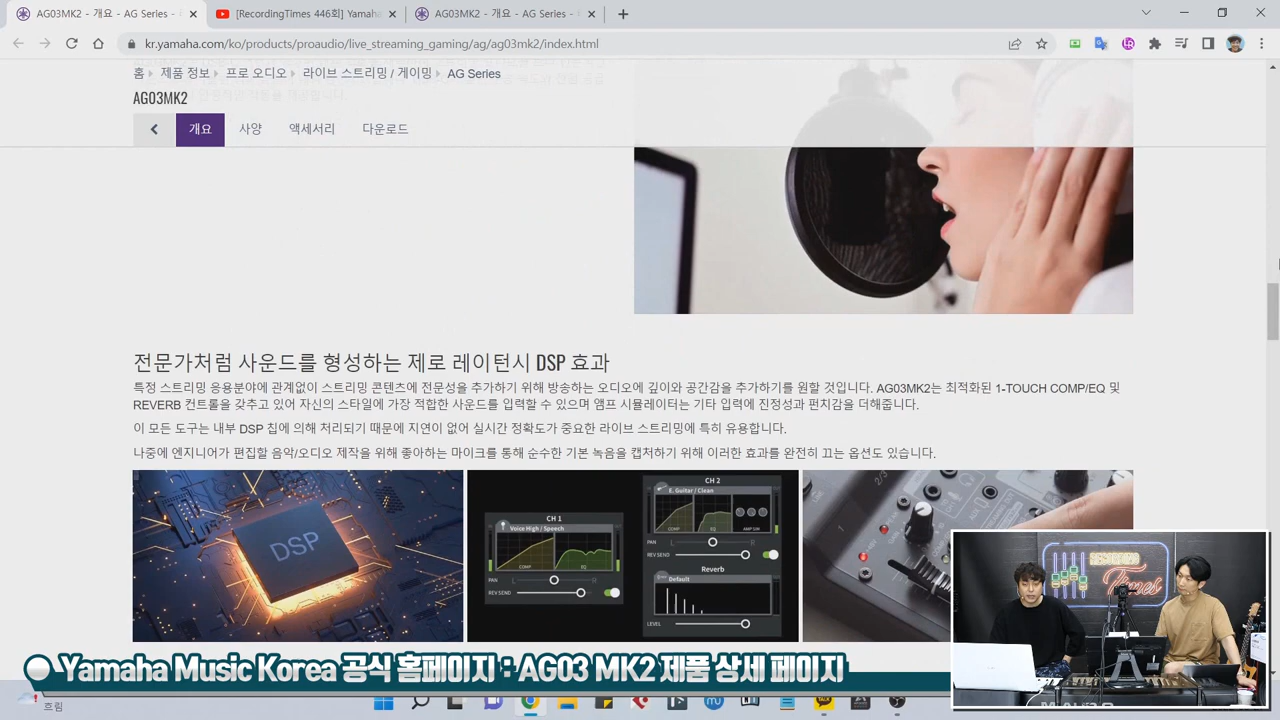 AG03MK2 - 개요 - AG Series -
[RecordingTimes 446회] Yamaha
AG03MK2 - 개요 - AG Series -
kr.yamaha.com/ko/products/proaudio/live_streaming_gaming/ag/ag03mk2/index.html
홈 제품 정보 프로 오디오 라이브 스트리밍 / 게이밍 AG Series
AG03MK2
개요 사양 액세서리 다운로드
전문가처럼 사운드를 형성하는 제로 레이턴시 DSP 효과
특정 스트리밍 응용분야에 관계없이 스트리밍 콘텐츠에 전문성을 추가하기 위해 방송하는 오디오에 깊이와 공간감을 추가하기를 원할 것입니다. AG03MK2는 최적화된 1-TOUCH COMP/EQ 및
REVERB 컨트롤을 갖추고 있어 자신의 스타일에 가장 적합한 사운드를 입력할 수 있으며 앰프 시뮬레이터는 기타 입력에 진정성과 펀치감을 더해줍니다.
이 모든 도구는 내부 DSP 칩에 의해 처리되기 때문에 지연이 없어 실시간 정확도가 중요한 라이브 스트리밍에 특히 유용합니다.
나중에 엔지니어가 편집할 음악/오디오 제작을 위해 좋아하는 마이크를 통해 순수한 기본 녹음을 캡처하기 위해 이러한 효과를 완전히 끄는 옵션도 있습니다.
DSP
CH 1
Voice High / Speech
COMP EQ
PAN L R
REV SEND
CH 2
E. Guitar / Clean
COMP EQ AMP SIM
PAN L R
REV SEND
Reverb
Default
LEVEL
2/3
Times
Yamaha Music Korea 공식 홈페이지 : AG03 MK2 제품 상세 페이지
흐림